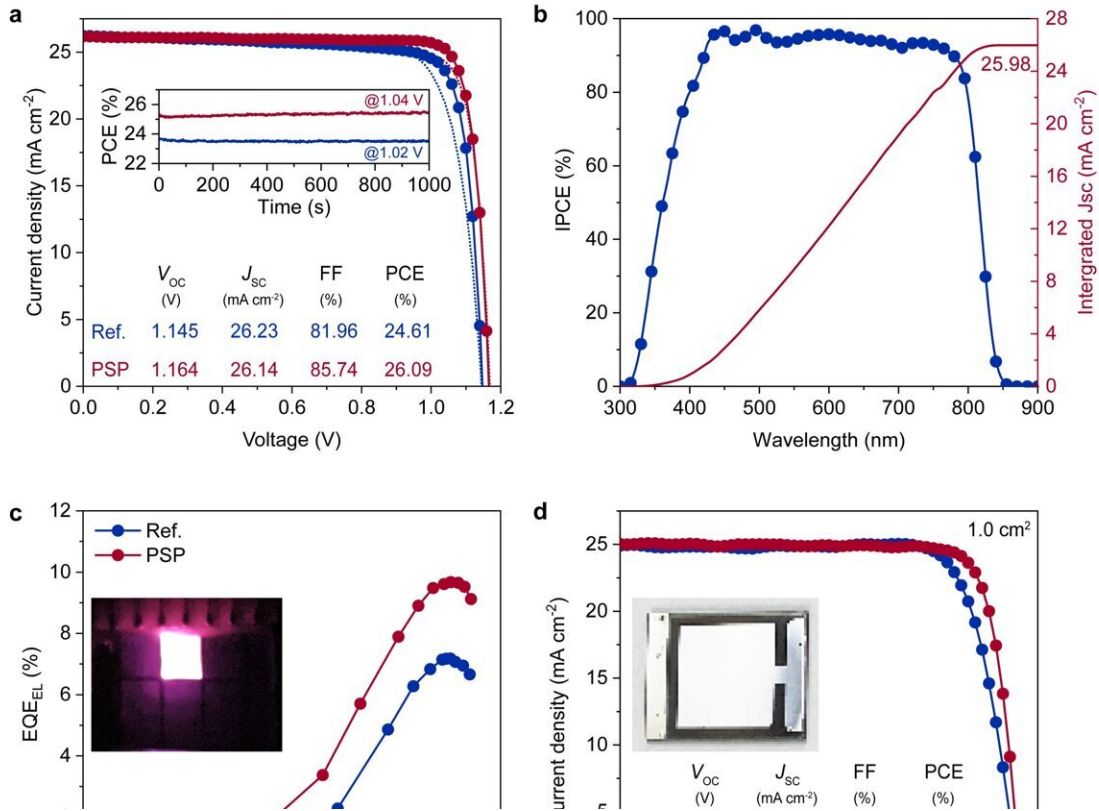 a
25
20
15
10
5
0
Current density (mA cm⁻²)
PCE (%)
26
24
22
@1.04 V
@1.02 V
0 200 400 600 800 1000
Time (s)
V_OC J_SC FF PCE
(V) (mA cm⁻²) (%) (%)
Ref. 1.145 26.23 81.96 24.61
PSP 1.164 26.14 85.74 26.09
0.0 0.2 0.4 0.6 0.8 1.0 1.2
Voltage (V)
b
100
80
60
40
20
0
IPCE (%)
25.98
28
24
20
16
12
8
4
0
Intergrated Jsc (mA cm⁻²)
300 400 500 600 700 800 900
Wavelength (nm)
c
12
10
8
6
4
EQE_EL (%)
Ref.
PSP
d
25
20
15
10
urrent density (mA cm⁻²)
1.0 cm²
V_OC J_SC FF PCE
(V) (mA cm⁻²) (%) (%)